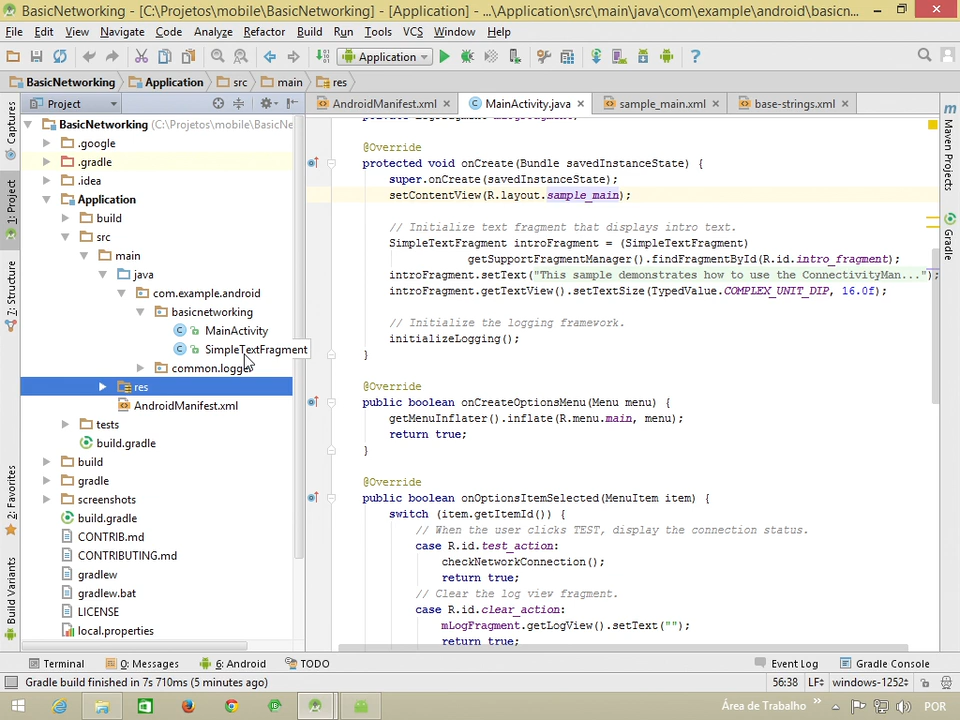 BasicNetworking - [C:\Projetos\mobile\BasicNetworking] - [Application] - ...\Application\src\main\java\com\example\android\basicn...
File Edit View Navigate Code Analyze Refactor Build Run Tools VCS Window Help
Application
BasicNetworking Application src main res
Project AndroidManifest.xml MainActivity.java sample_main.xml base-strings.xml
Captures
1: Project
Z: Structure
2: Favorites
Build Variants
BasicNetworking (C:\Projetos\mobile\BasicNe
.google
.gradle
.idea
Application
build
src
main
java
com.example.android
basicnetworking
MainActivity
SimpleTextFragment
common.logge
res
AndroidManifest.xml
tests
build.gradle
build
gradle
screenshots
build.gradle
CONTRIB.md
CONTRIBUTING.md
gradlew
gradlew.bat
LICENSE
local.properties
@Override
protected void onCreate(Bundle savedInstanceState) {
super.onCreate(savedInstanceState);
setContentView(R.layout.sample_main);
// Initialize text fragment that displays intro text.
SimpleTextFragment introFragment = (SimpleTextFragment)
getSupportFragmentManager().findFragmentById(R.id.intro_fragment);
introFragment.setText("This sample demonstrates how to use the ConnectivityMan...");
introFragment.getTextView().setTextSize(TypedValue.COMPLEX_UNIT_DIP, 16.0f);
// Initialize the logging framework.
initializeLogging();
}
@Override
public boolean onCreateOptionsMenu(Menu menu) {
getMenuInflater().inflate(R.menu.main, menu);
return true;
}
@Override
public boolean onOptionsItemSelected(MenuItem item) {
switch (item.getItemId()) {
// When the user clicks TEST, display the connection status.
case R.id.test_action:
checkNetworkConnection();
return true;
// Clear the log view fragment.
case R.id.clear_action:
mLogFragment.getLogView().setText("");
return true;
Maven Projects
Gradle
Terminal 0: Messages 6: Android TODO Event Log Gradle Console
Gradle build finished in 7s 710ms (5 minutes ago) 56:38 LF windows-1252
Área de Trabalho POR